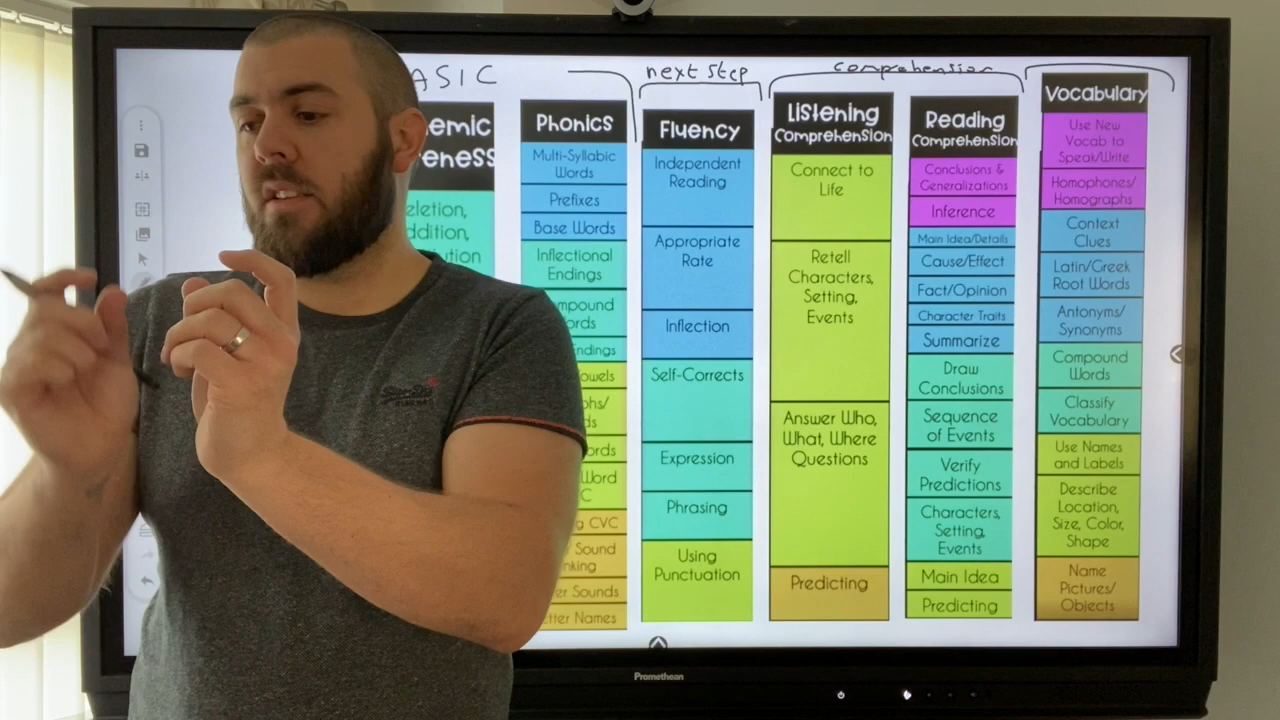 next step
comprehension
Phonics
Multi-Syllabic
Words
Prefixes
Base Words
Inflectional
Endings
Fluency
Independent
Reading
Appropriate
Rate
Inflection
Self-Corrects
Expression
Phrasing
Using
Punctuation
Listening
Comprehension
Connect to
Life
Retell
Characters,
Setting,
Events
Answer Who,
What, Where
Questions
Predicting
Reading
Comprehension
Conclusions &
Generalizations
Inference
Main Idea/Details
Cause/Effect
Fact/Opinion
Character Traits
Summarize
Draw
Conclusions
Sequence
of Events
Verify
Predictions
Characters,
Setting,
Events
Main Idea
Predicting
Vocabulary
Use New
Vocab to
Speak/Write
Homophones/
Homographs
Context
Clues
Latin/Greek
Root Words
Antonyms/
Synonyms
Compound
Words
Classify
Vocabulary
Use Names
and Labels
Describe
Location,
Size, Color,
Shape
Name
Pictures/
Objects
Promethean